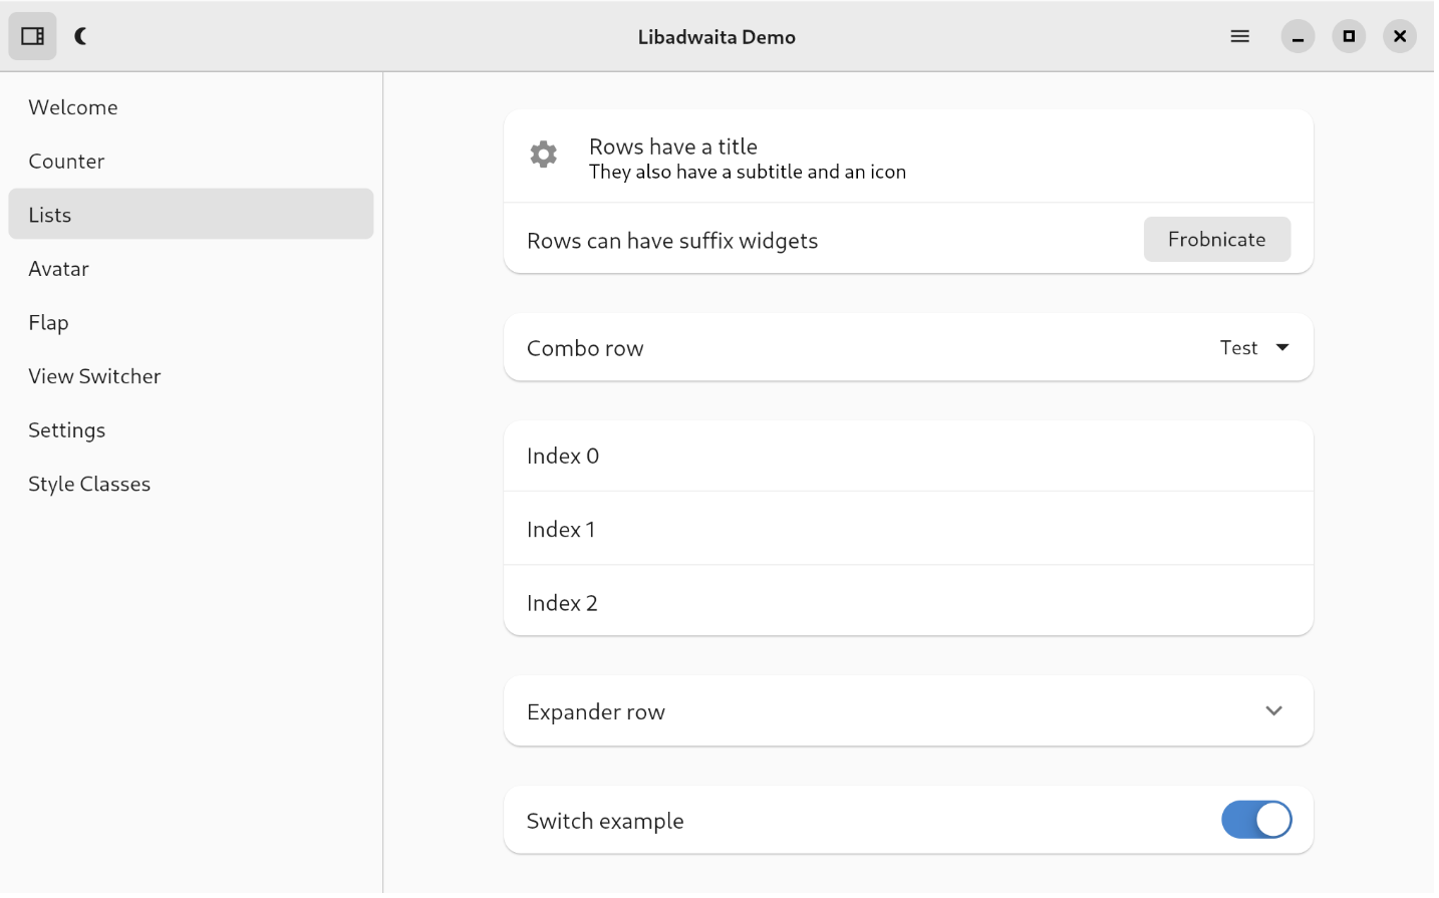 Libadwaita Demo
Welcome
Counter
Lists
Avatar
Flap
View Switcher
Settings
Style Classes
Rows have a title
They also have a subtitle and an icon
Rows can have suffix widgets
Frobnicate
Combo row
Test
Index 0
Index 1
Index 2
Expander row
Switch example